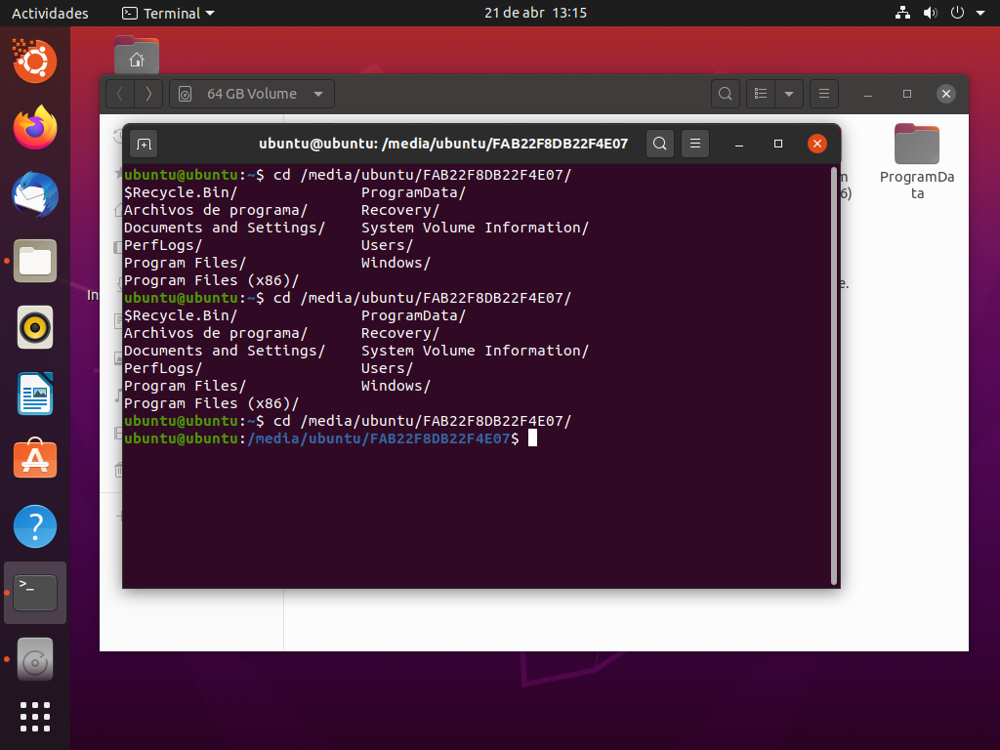 Actividades Terminal 21 de abr 13:15
64 GB Volume
ubuntu@ubuntu: /media/ubuntu/FAB22F8DB22F4E07
ubuntu@ubuntu:~$ cd /media/ubuntu/FAB22F8DB22F4E07/
$Recycle.Bin/ ProgramData/
Archivos de programa/ Recovery/
Documents and Settings/ System Volume Information/
PerfLogs/ Users/
Program Files/ Windows/
Program Files (x86)/
ubuntu@ubuntu:~$ cd /media/ubuntu/FAB22F8DB22F4E07/
$Recycle.Bin/ ProgramData/
Archivos de programa/ Recovery/
Documents and Settings/ System Volume Information/
PerfLogs/ Users/
Program Files/ Windows/
Program Files (x86)/
ubuntu@ubuntu:~$ cd /media/ubuntu/FAB22F8DB22F4E07/
ubuntu@ubuntu:/media/ubuntu/FAB22F8DB22F4E07$
ProgramDa
ta